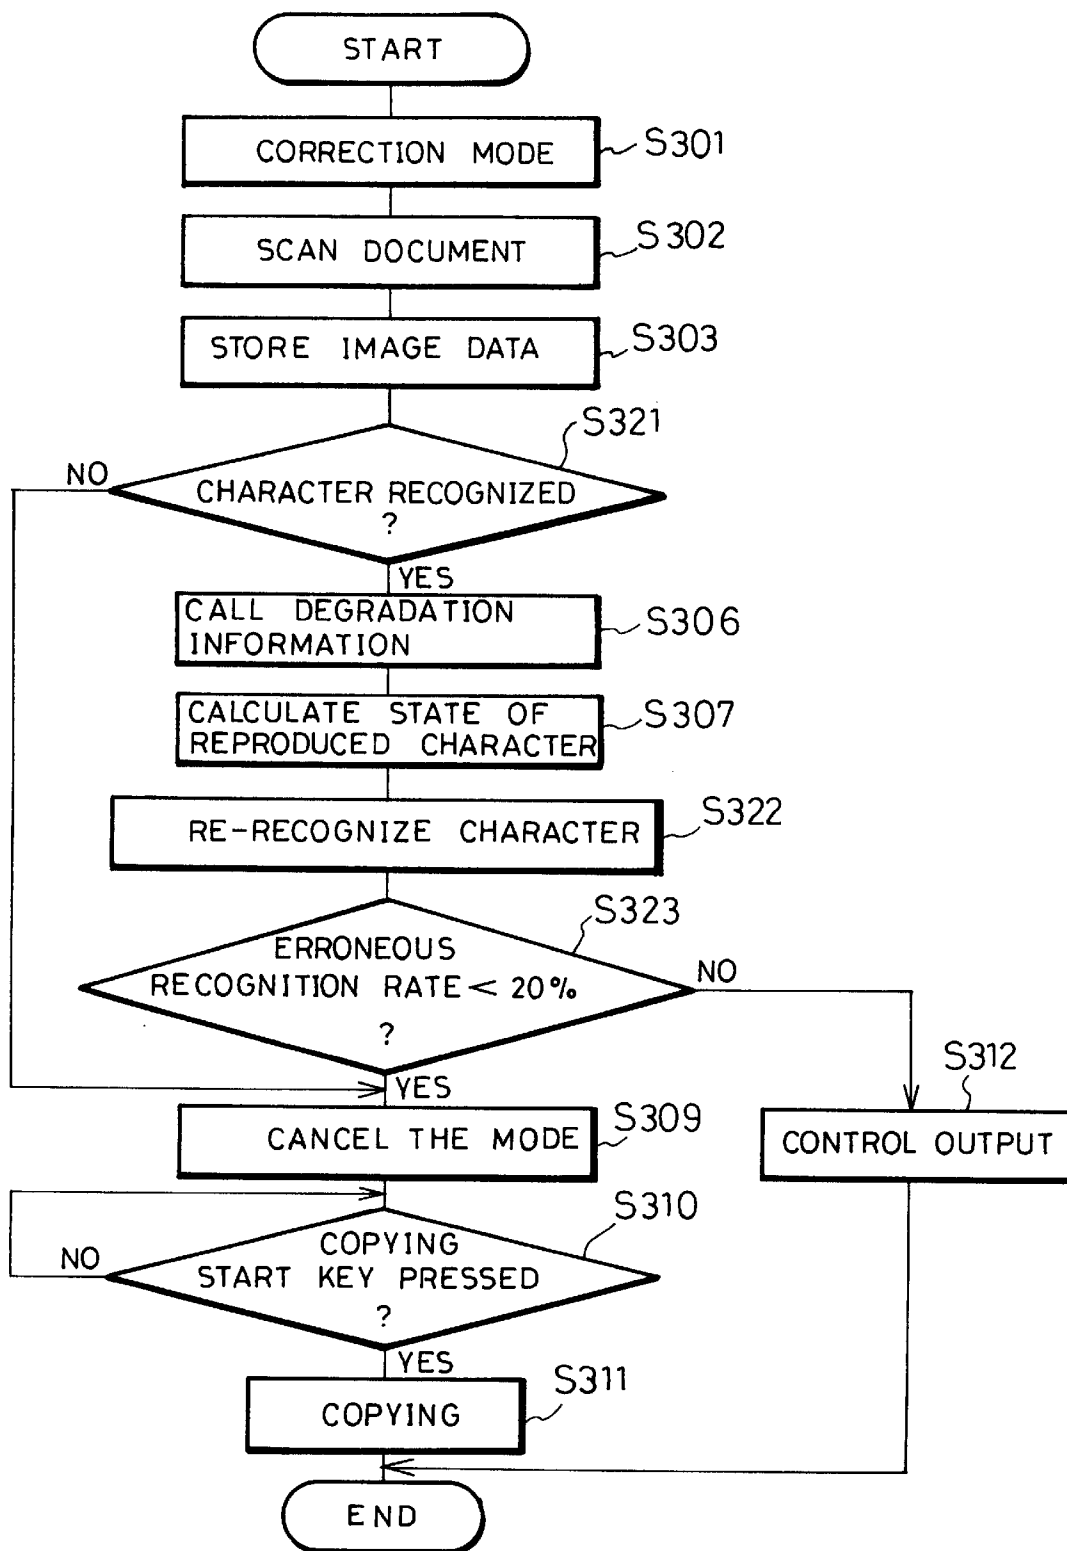 START
CORRECTION MODE
S301
SCAN DOCUMENT
S302
STORE IMAGE DATA
S303
S321
NO
CHARACTER RECOGNIZED
?
YES
CALL DEGRADATION
INFORMATION
S306
CALCULATE STATE OF
REPRODUCED CHARACTER
S307
RE-RECOGNIZE CHARACTER
S322
S323
ERRONEOUS
RECOGNITION RATE < 20%
?
NO
YES
S312
CONTROL OUTPUT
CANCEL THE MODE
S309
S310
COPYING
START KEY PRESSED
?
NO
YES
COPYING
S311
END